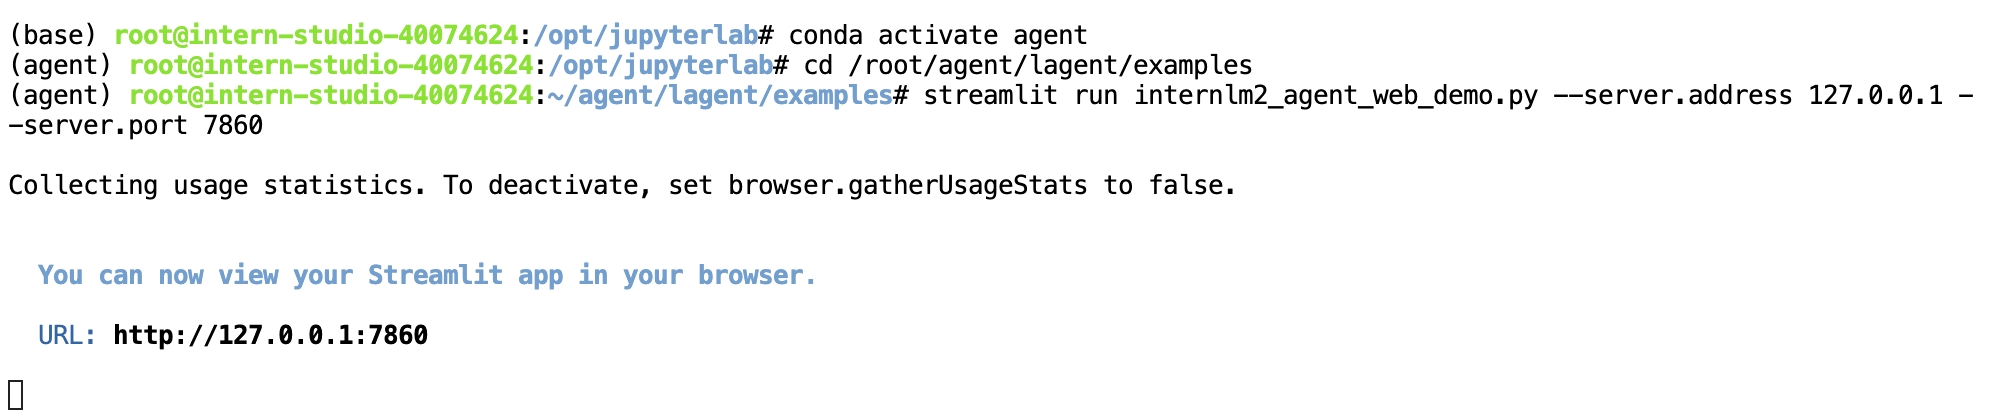 (base) root@intern-studio-40074624:/opt/jupyterlab# conda activate agent
(agent) root@intern-studio-40074624:/opt/jupyterlab# cd /root/agent/lagent/examples
(agent) root@intern-studio-40074624:~/agent/lagent/examples# streamlit run internlm2_agent_web_demo.py --server.address 127.0.0.1 -
-server.port 7860
Collecting usage statistics. To deactivate, set browser.gatherUsageStats to false.
You can now view your Streamlit app in your browser.
URL: http://127.0.0.1:7860